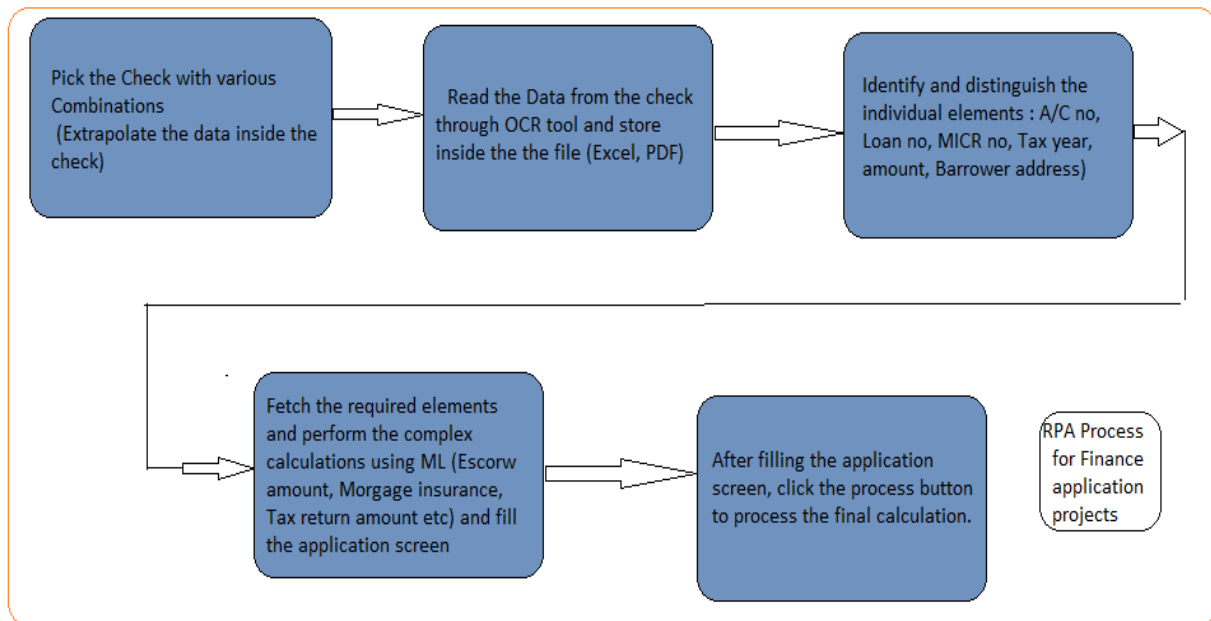 Pick the Check with various
Combinations
(Extrapolate the data inside the
check)
Read the Data from the check
through OCR tool and store
inside the the file (Excel, PDF)
Identify and distinguish the
individual elements : A/C no,
Loan no, MICR no, Tax year,
amount, Barrower address)
Fetch the required elements
and perform the complex
calculations using ML (Escorw
amount, Morgage insurance,
Tax return amount etc) and fill
the application screen
After filling the application
screen, click the process button
to process the final calculation.
RPA Process
for Finance
application
projects